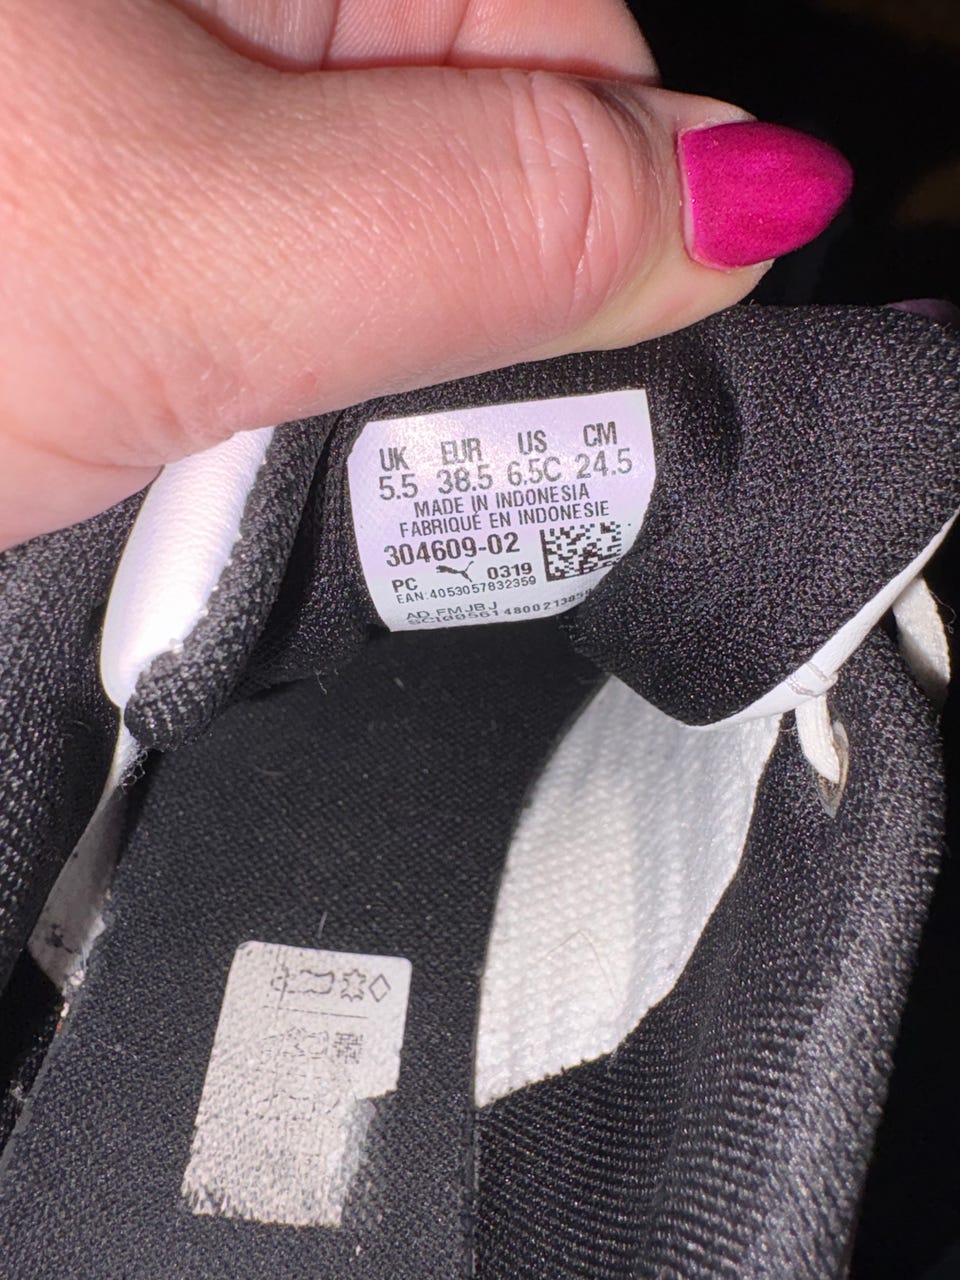 UK EUR US CM
5.5 38.5 6.5C 24.5
MADE IN INDONESIA
FABRIQUÉ EN INDONESIE
304609-02
PC 0319
EAN:4053057832359
AD FMJBJ